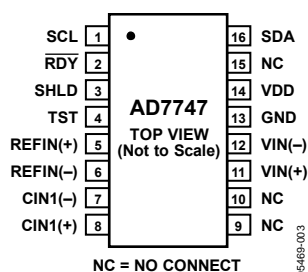 SCL 1
RDY 2
SHLD 3
TST 4
REFIN(+) 5
REFIN(–) 6
CIN1(–) 7
CIN1(+) 8
AD7747
TOP VIEW
(Not to Scale)
16 SDA
15 NC
14 VDD
13 GND
12 VIN(–)
11 VIN(+)
10 NC
9 NC
NC = NO CONNECT
5469-003